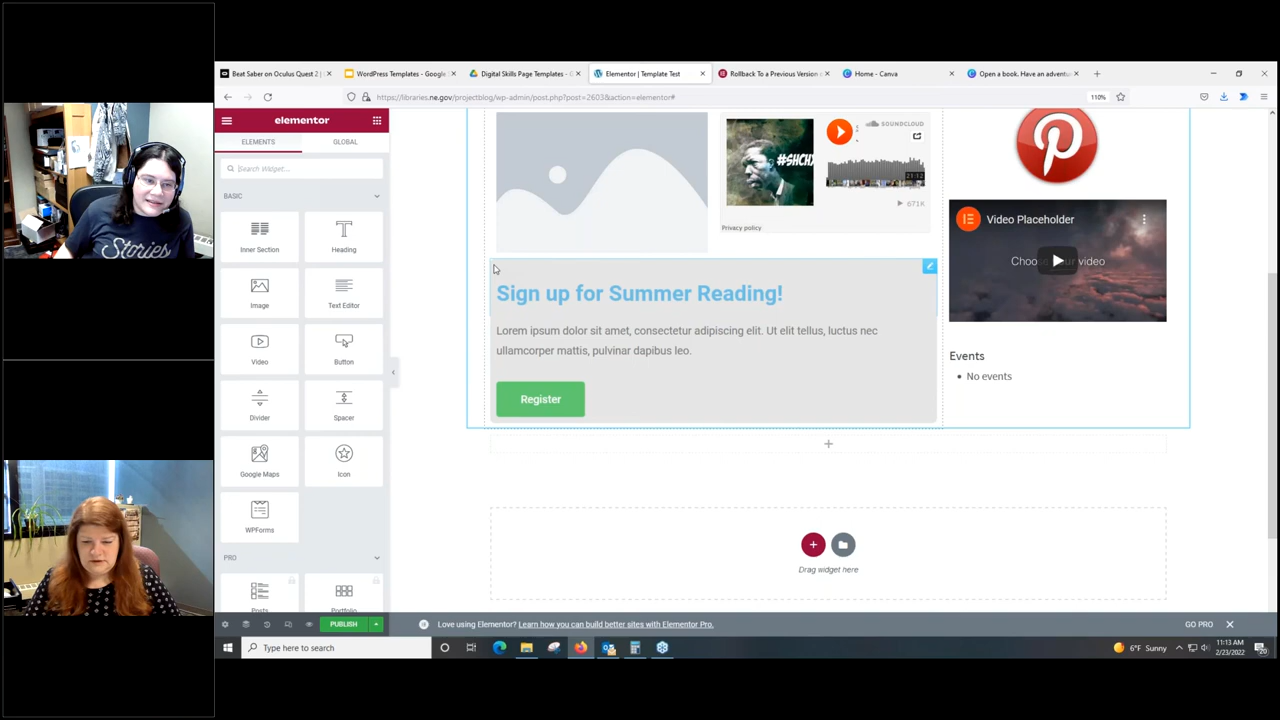 Beat Saber on Oculus Quest 2 |
WordPress Templates - Google
Digital Skills Page Templates - G
Elementor | Template Test
Rollback To a Previous Version o
Home - Canva
Open a book. Have an adventu
https://libraries.ne.gov/projectblog/wp-admin/post.php?post=2603&action=elementor#
110%
elementor
ELEMENTS
GLOBAL
Search Widget...
BASIC
Inner Section
Heading
Image
Text Editor
Video
Button
Divider
Spacer
Google Maps
Icon
WPForms
PRO
Posts
Portfolio
PUBLISH
#SHCHX
SOUNDCLOUD
21:12
671K
Privacy policy
Video Placeholder
Choose your video
Sign up for Summer Reading!
Lorem ipsum dolor sit amet, consectetur adipiscing elit. Ut elit tellus, luctus nec
ullamcorper mattis, pulvinar dapibus leo.
Register
Events
No events
Drag widget here
Love using Elementor? Learn how you can build better sites with Elementor Pro.
GO PRO
Type here to search
6°F Sunny
11:13 AM
2/23/2022
20
Stories